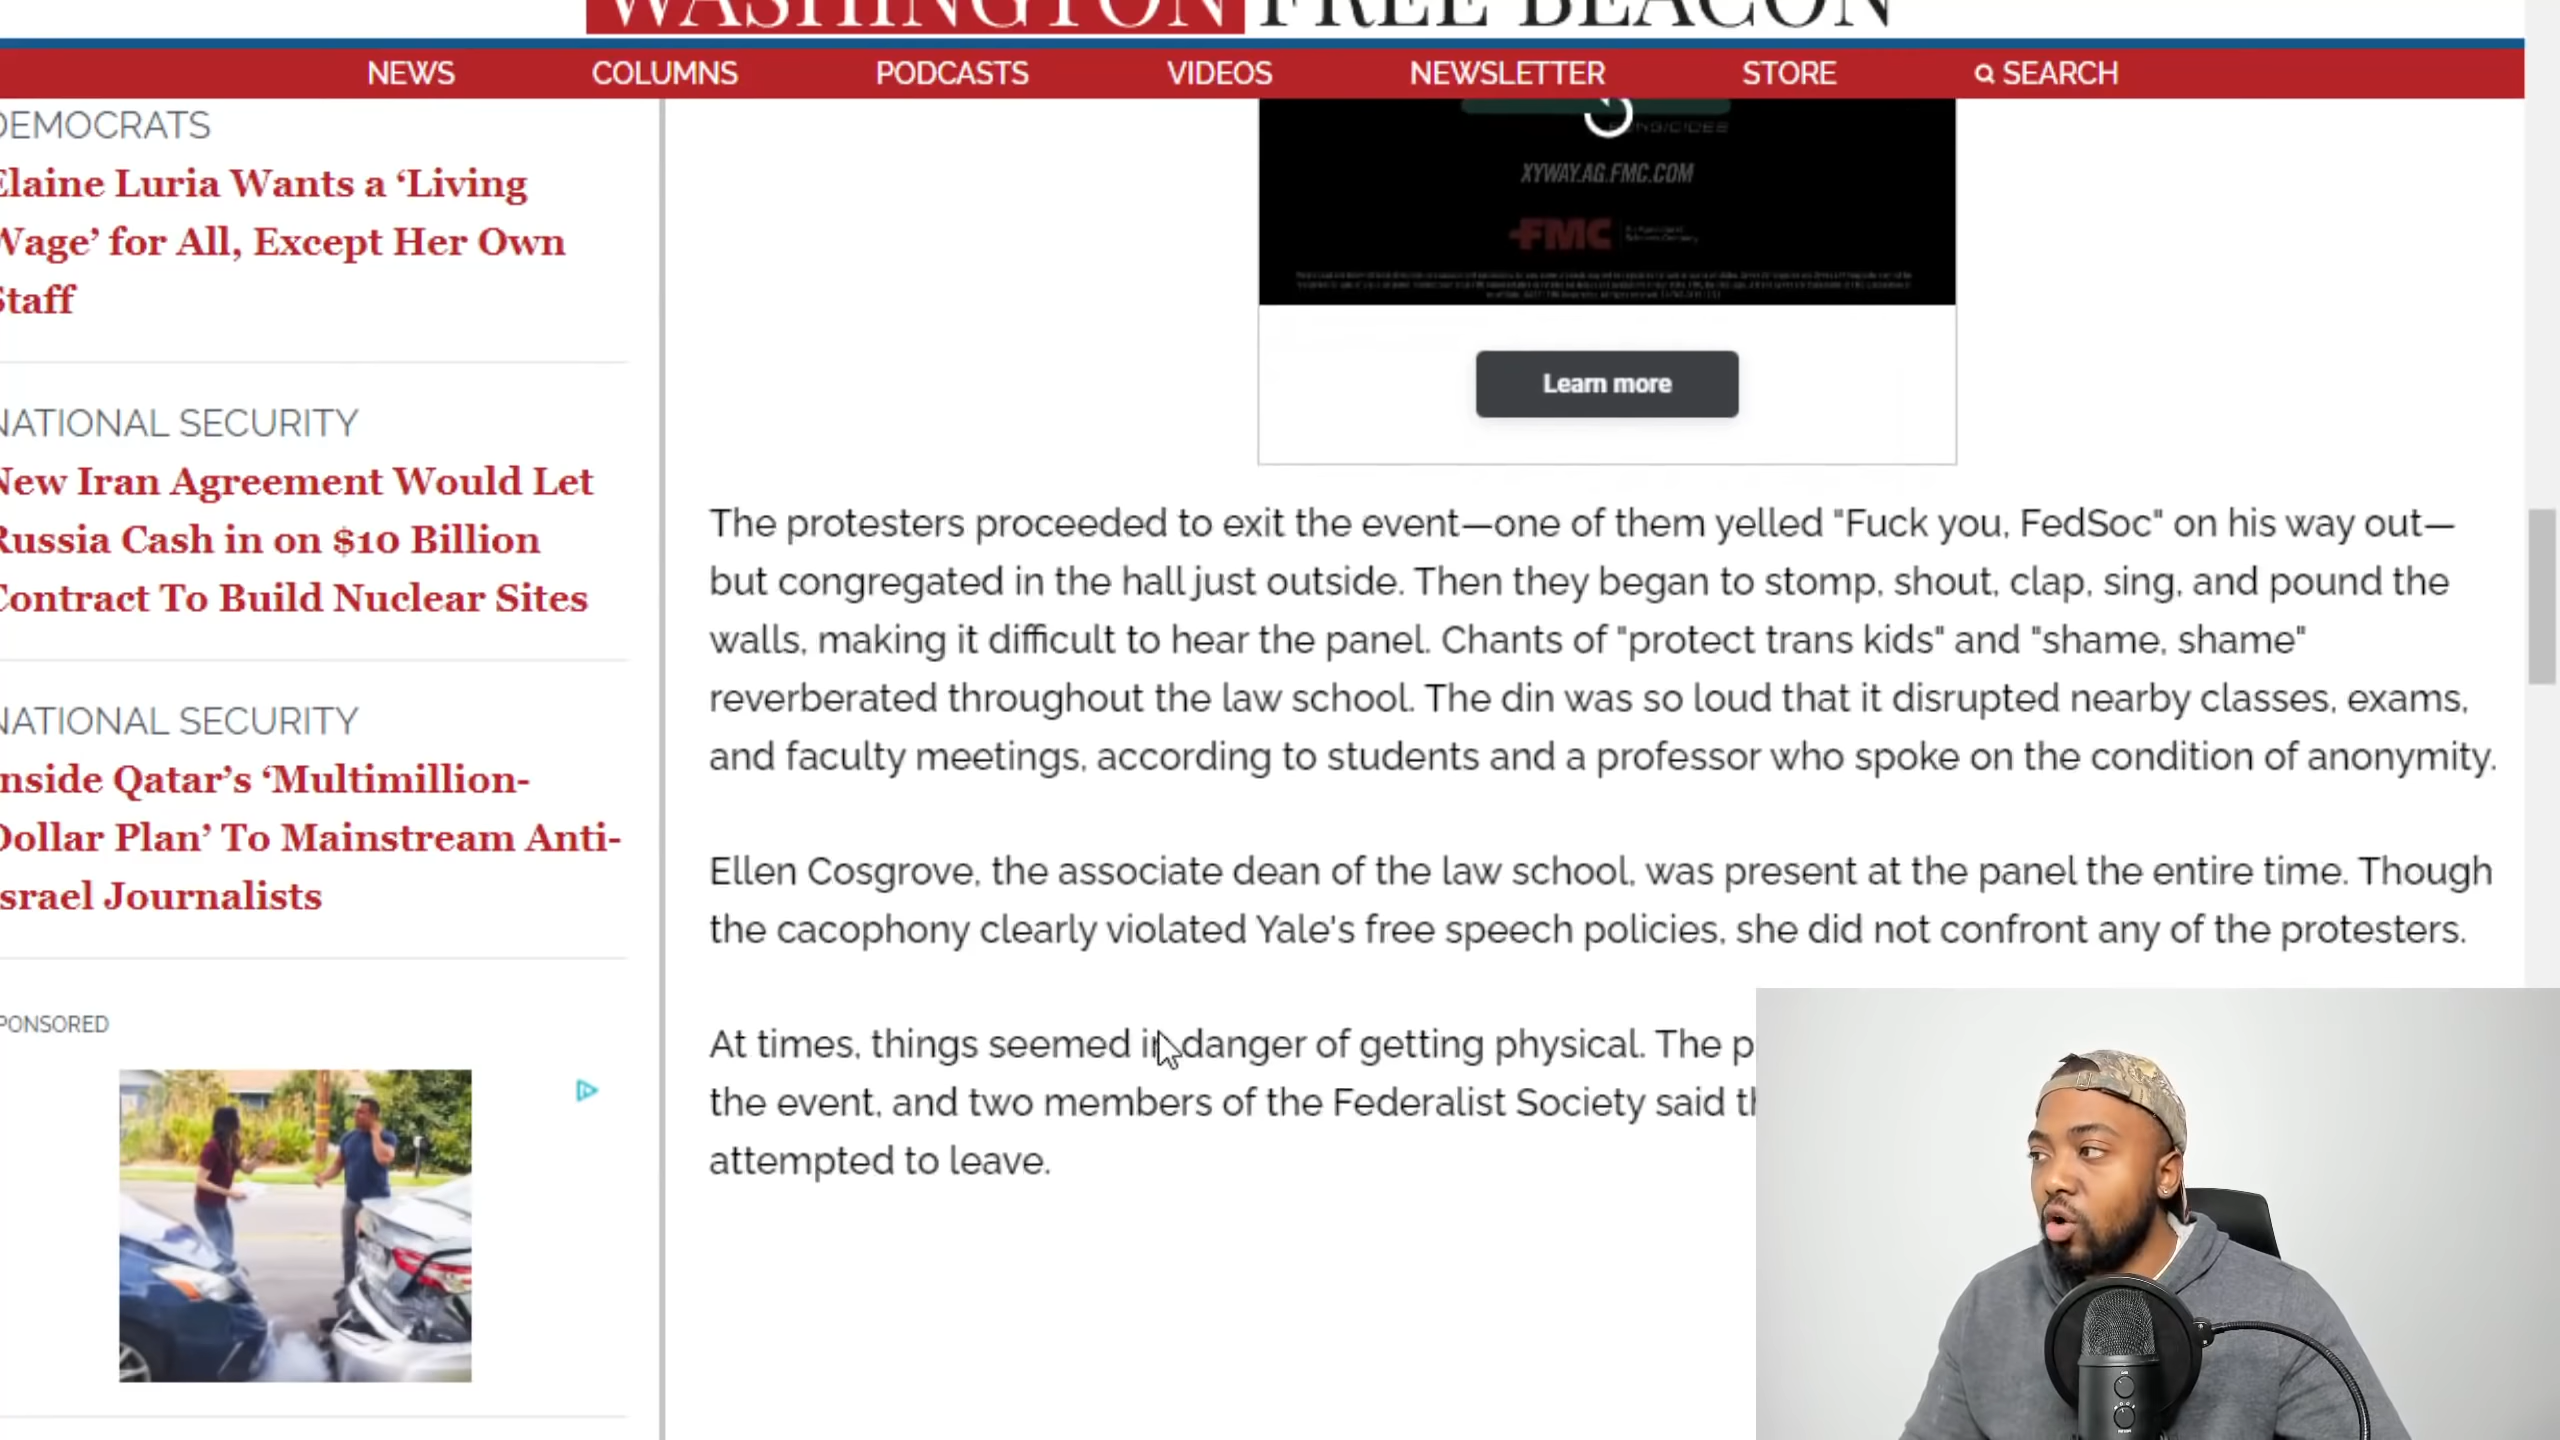 WASHINGTON FREE BEACON
NEWS COLUMNS PODCASTS VIDEOS NEWSLETTER STORE SEARCH
DEMOCRATS
Elaine Luria Wants a ‘Living
Wage’ for All, Except Her Own
Staff
NATIONAL SECURITY
New Iran Agreement Would Let
Russia Cash in on $10 Billion
Contract To Build Nuclear Sites
NATIONAL SECURITY
Inside Qatar’s ‘Multimillion-
Dollar Plan’ To Mainstream Anti-
Israel Journalists
SPONSORED
FUNGICIDES
XYWAY.AG.FMC.COM
FMC
Learn more
The protesters proceeded to exit the event—one of them yelled "Fuck you, FedSoc" on his way out—
but congregated in the hall just outside. Then they began to stomp, shout, clap, sing, and pound the
walls, making it difficult to hear the panel. Chants of "protect trans kids" and "shame, shame"
reverberated throughout the law school. The din was so loud that it disrupted nearby classes, exams,
and faculty meetings, according to students and a professor who spoke on the condition of anonymity.
Ellen Cosgrove, the associate dean of the law school, was present at the panel the entire time. Though
the cacophony clearly violated Yale's free speech policies, she did not confront any of the protesters.
At times, things seemed in danger of getting physical. The p
the event, and two members of the Federalist Society said th
attempted to leave.